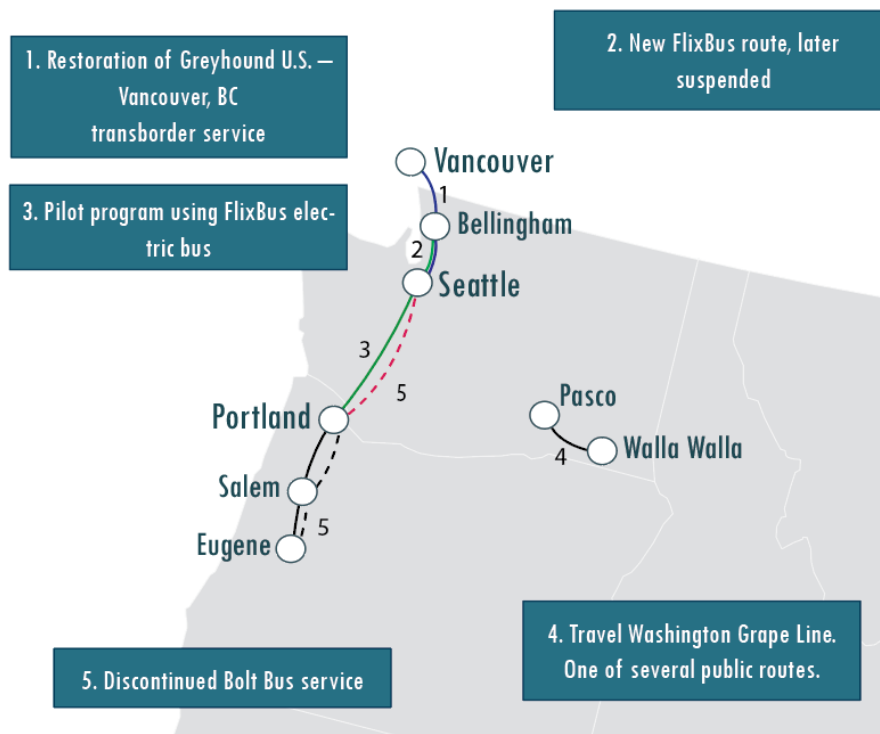 1. Restoration of Greyhound U.S. –
Vancouver, BC
transborder service
2. New FlixBus route, later
suspended
3. Pilot program using FlixBus elec-
tric bus
Vancouver
1
Bellingham
2
Seattle
3
5
Portland
Pasco
Walla Walla
4
Salem
5
Eugene
4. Travel Washington Grape Line.
One of several public routes.
5. Discontinued Bolt Bus service